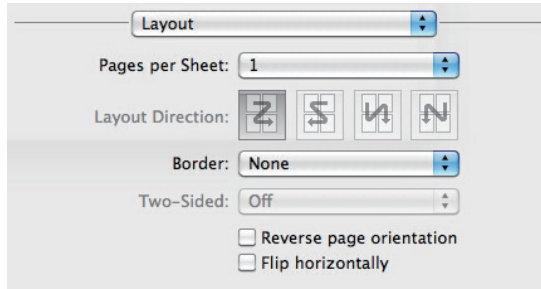 Layout
Pages per Sheet: 1
Layout Direction:
Border: None
Two-Sided: Off
Reverse page orientation
Flip horizontally